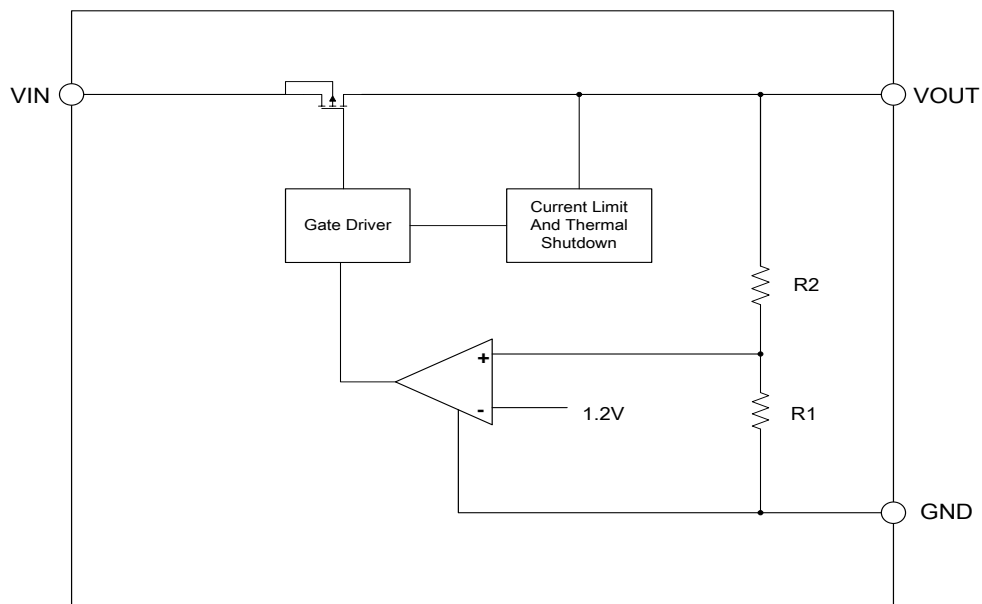 VIN
VOUT
Gate Driver
Current Limit
And Thermal
Shutdown
R2
+
-
1.2V
R1
GND